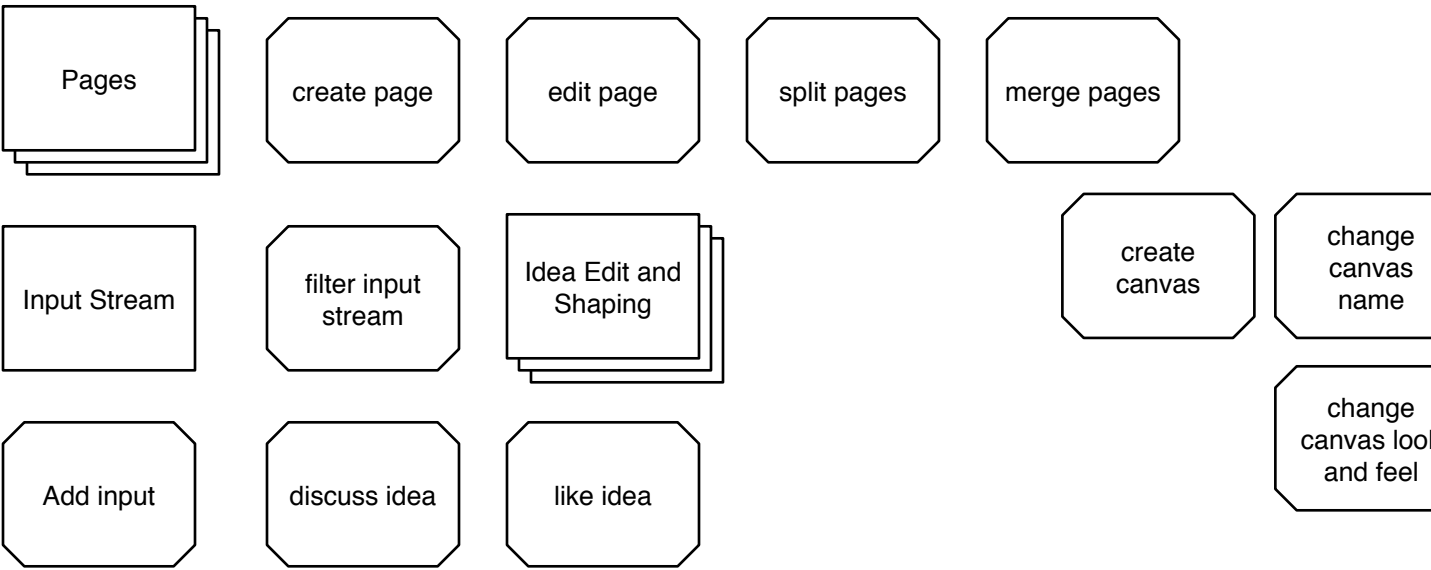 Pages
create page
edit page
split pages
merge pages
Input Stream
filter input
stream
Idea Edit and
Shaping
create
canvas
change
canvas
name
Add input
discuss idea
like idea
change
canvas
and feel